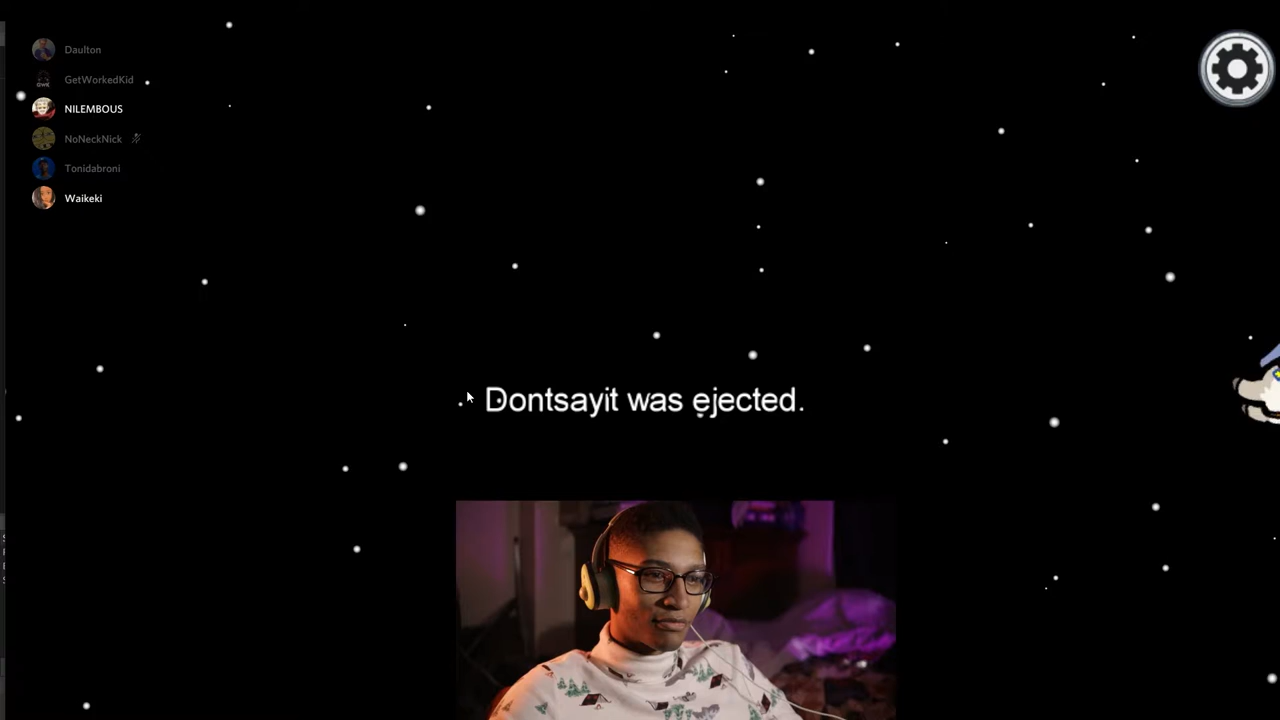 Daulton
GetWorkedKid
NILEMBOUS
NoNeckNick
Tonidabroni
Waikeki
Dontsayit was ejected.